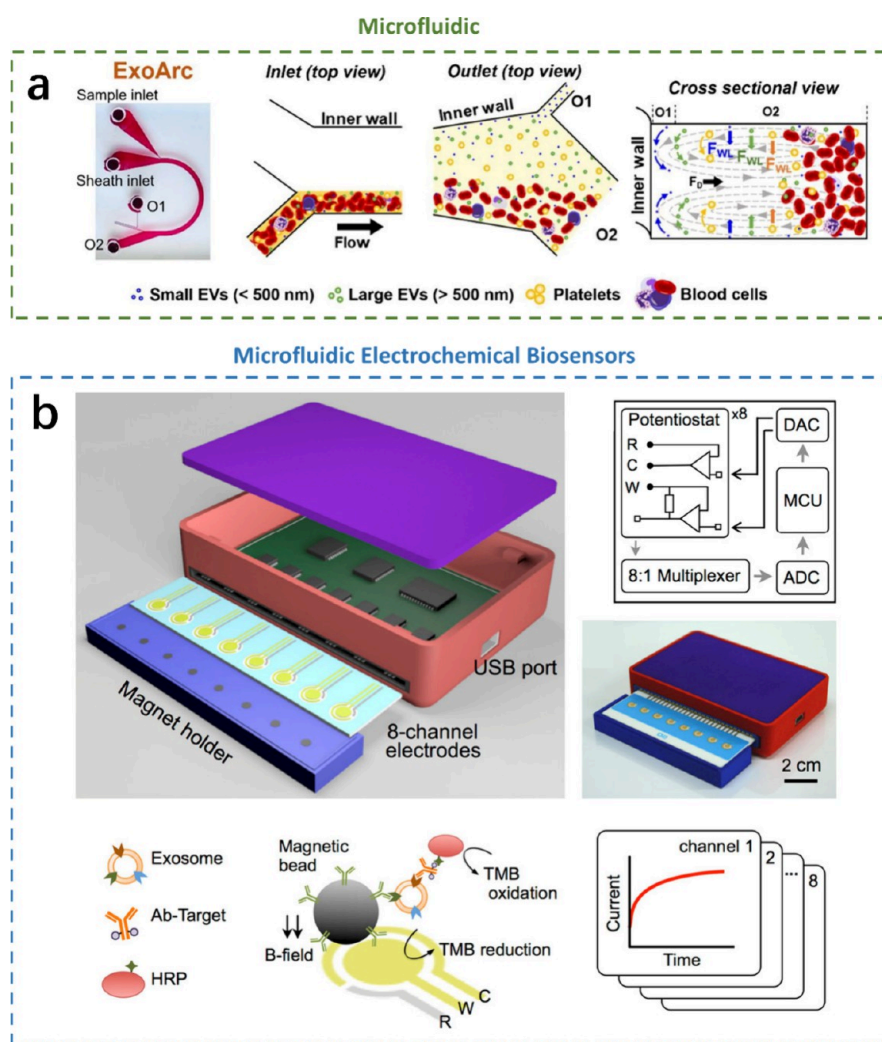 Microfluidic
a
ExoArc
Sample inlet
Sheath inlet
O1
O2
Inlet (top view)
Inner wall
Flow
Outlet (top view)
Inner wall
O1
O2
Cross sectional view
O1
O2
Inner wall
FWL
FWL
FWL
FD
Small EVs (< 500 nm)
Large EVs (> 500 nm)
Platelets
Blood cells
Microfluidic Electrochemical Biosensors
b
Magnet holder
8-channel
electrodes
USB port
Potentiostat
x8
R
C
W
DAC
MCU
8:1 Multiplexer
ADC
2 cm
Exosome
Ab-Target
HRP
Magnetic
bead
B-field
TMB
oxidation
TMB reduction
R
W
C
channel 1
2
...
8
Current
Time